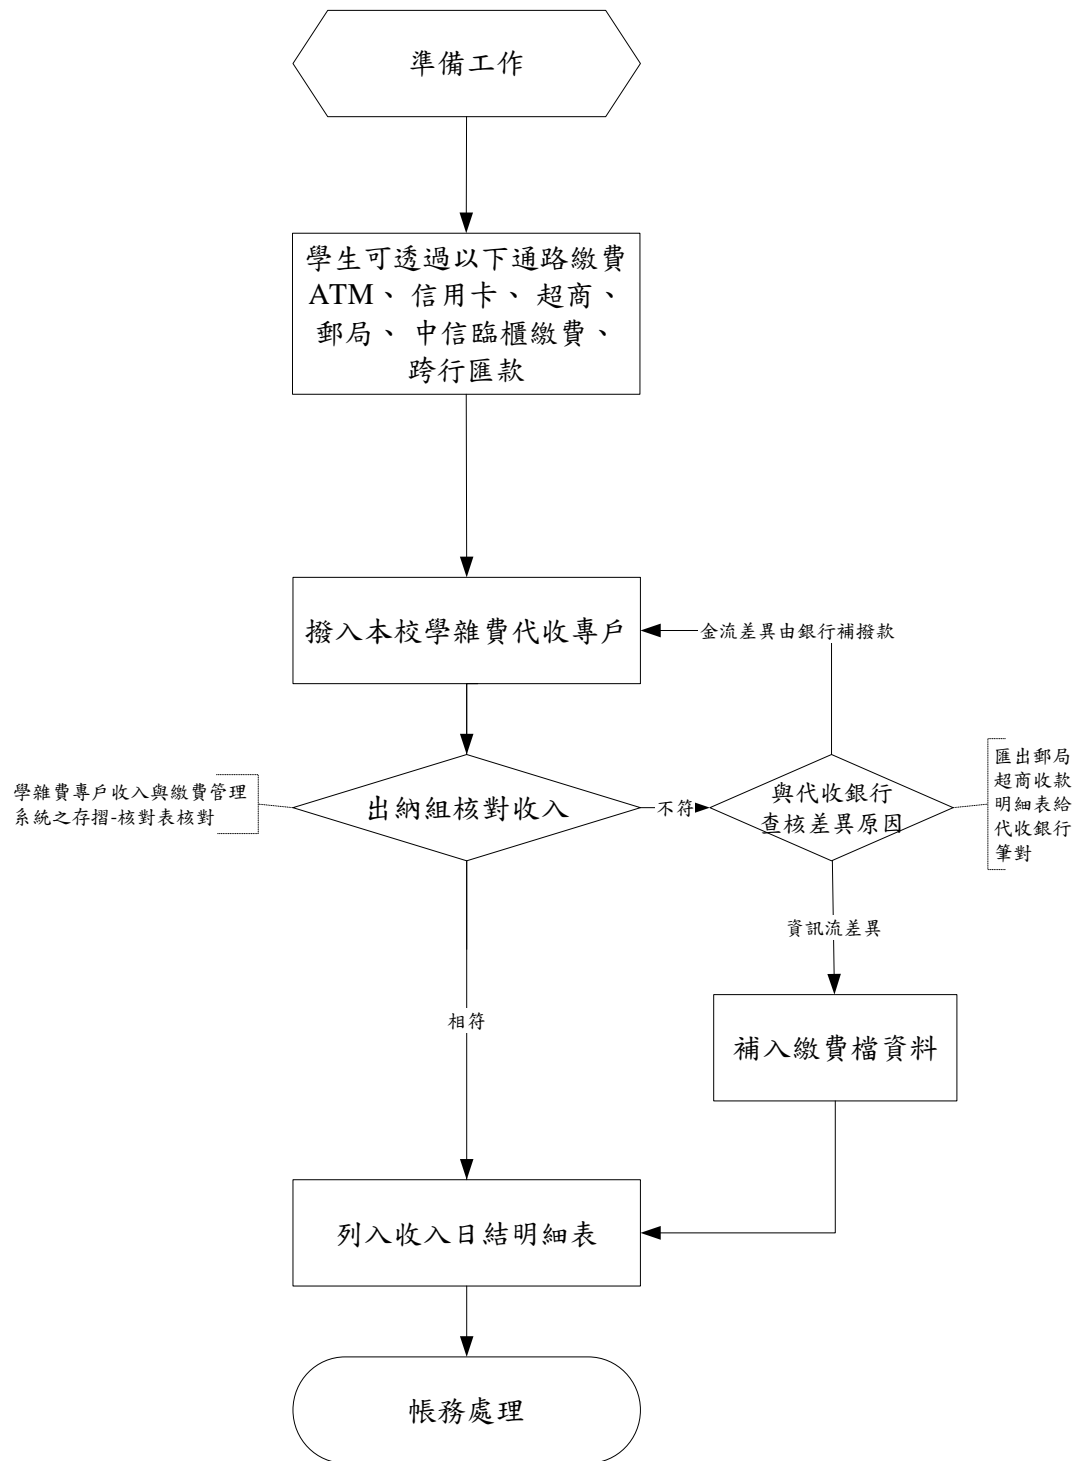 準備工作
學生可透過以下通路繳費
ATM、信用卡、超商、
郵局、中信臨櫃繳費、
跨行匯款
撥入本校學雜費代收專戶
金流差異由銀行補撥款
學雜費專戶收入與繳費管理
系統之存摺-核對表核對
出納組核對收入
不符
與代收銀行
查核差異原因
匯出郵局
超商收款
明細表給
代收銀行
筆對
資訊流差異
相符
補入繳費檔資料
列入收入日結明細表
帳務處理